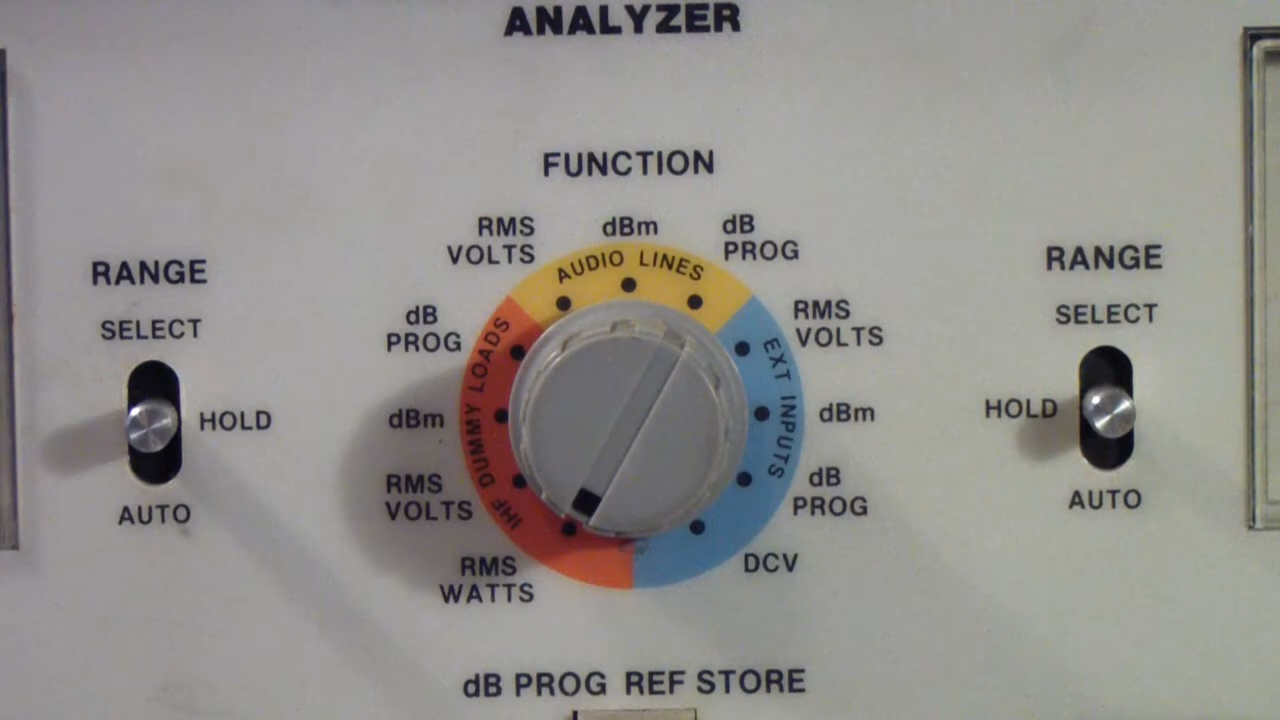 ANALYZER
FUNCTION
RMS
VOLTS
dBm
dB
PROG
AUDIO LINES
RANGE
SELECT
HOLD
AUTO
dB
PROG
dBm
RMS
VOLTS
RMS
WATTS
IHF DUMMY LOADS
RMS
VOLTS
dBm
dB
PROG
DCV
EXT INPUTS
RANGE
SELECT
HOLD
AUTO
dB PROG REF STORE